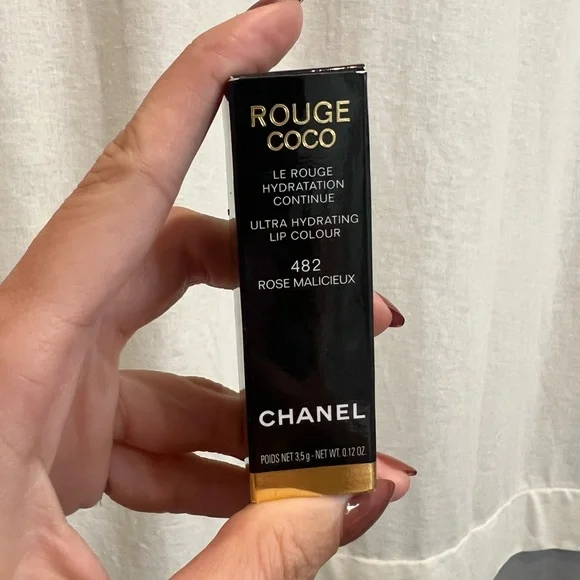 ROUGE
COCO
LE ROUGE
HYDRATATION
CONTINUE
ULTRA HYDRATING
LIP COLOUR
482
ROSE MALICIEUX
CHANEL
POIDS NET 3,5 g - NET WT. 0.12 OZ.